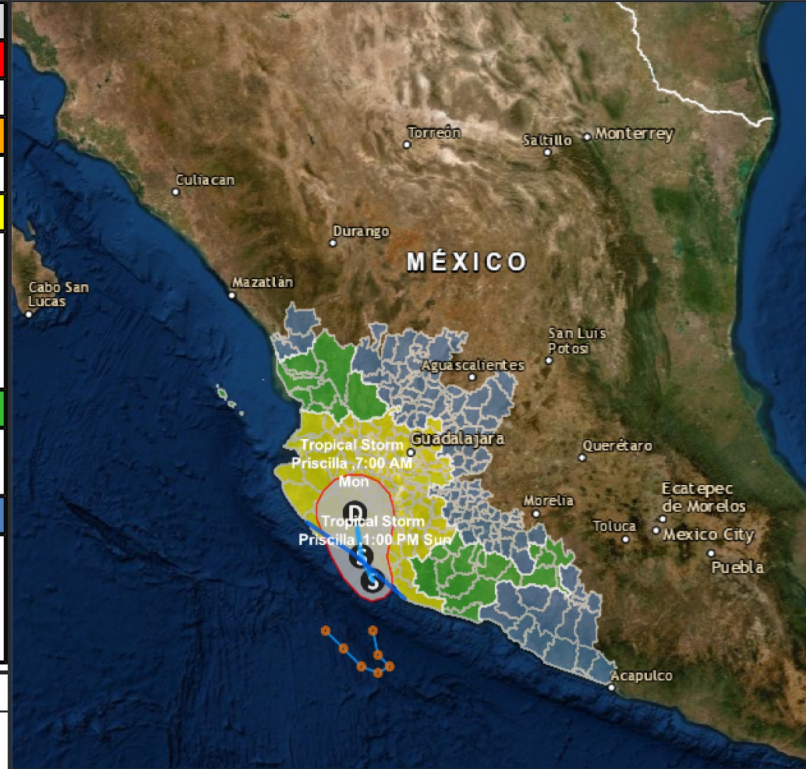 Torreón
Saltillo
Monterrey
Culiacan
Durango
MÉXICO
Cabo San
Lucas
Mazatlán
San Luis
Potosí
Aguascalientes
Tropical Storm
Priscilla ,7:00 AM
Mon
Guadalajara
Querétaro
D
Tropical Storm
Priscilla ,1:00 PM Sun
S
S
Morelia
Ecatepec
de Morelos
Toluca
Mexico City
Puebla
Acapulco